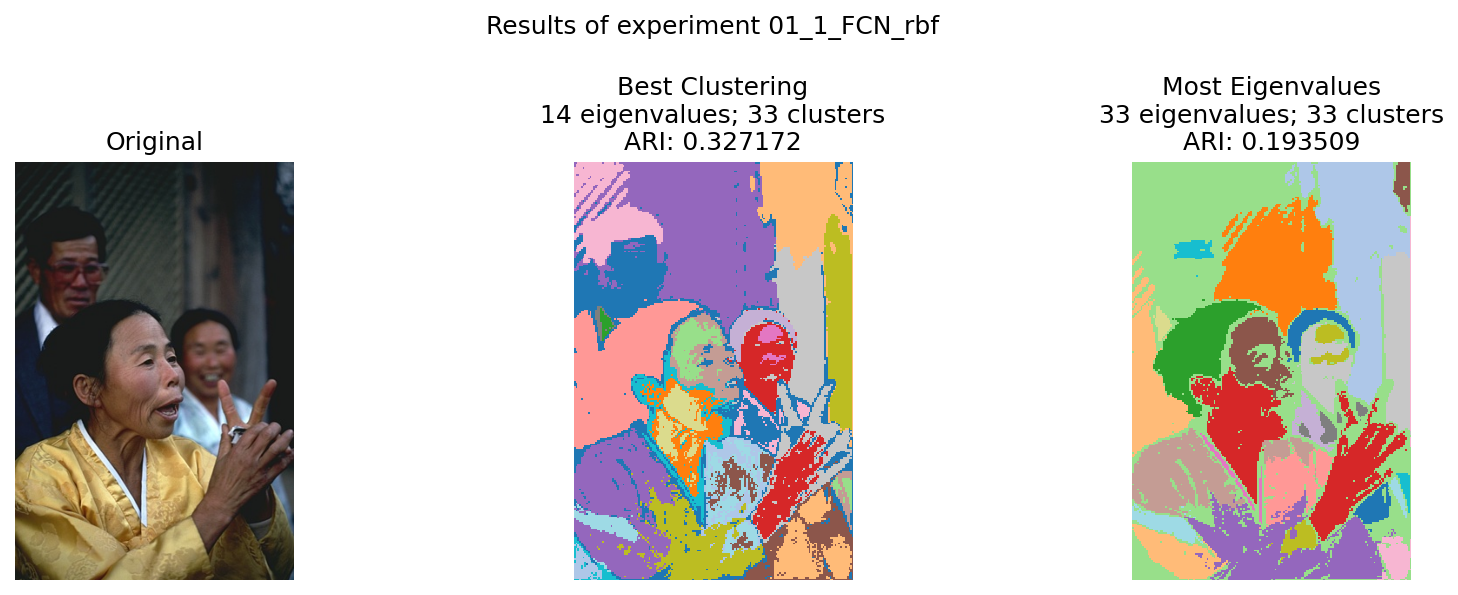 Results of experiment 01_1_FCN_rbf
Original
Best Clustering
14 eigenvalues; 33 clusters
ARI: 0.327172
Most Eigenvalues
33 eigenvalues; 33 clusters
ARI: 0.193509